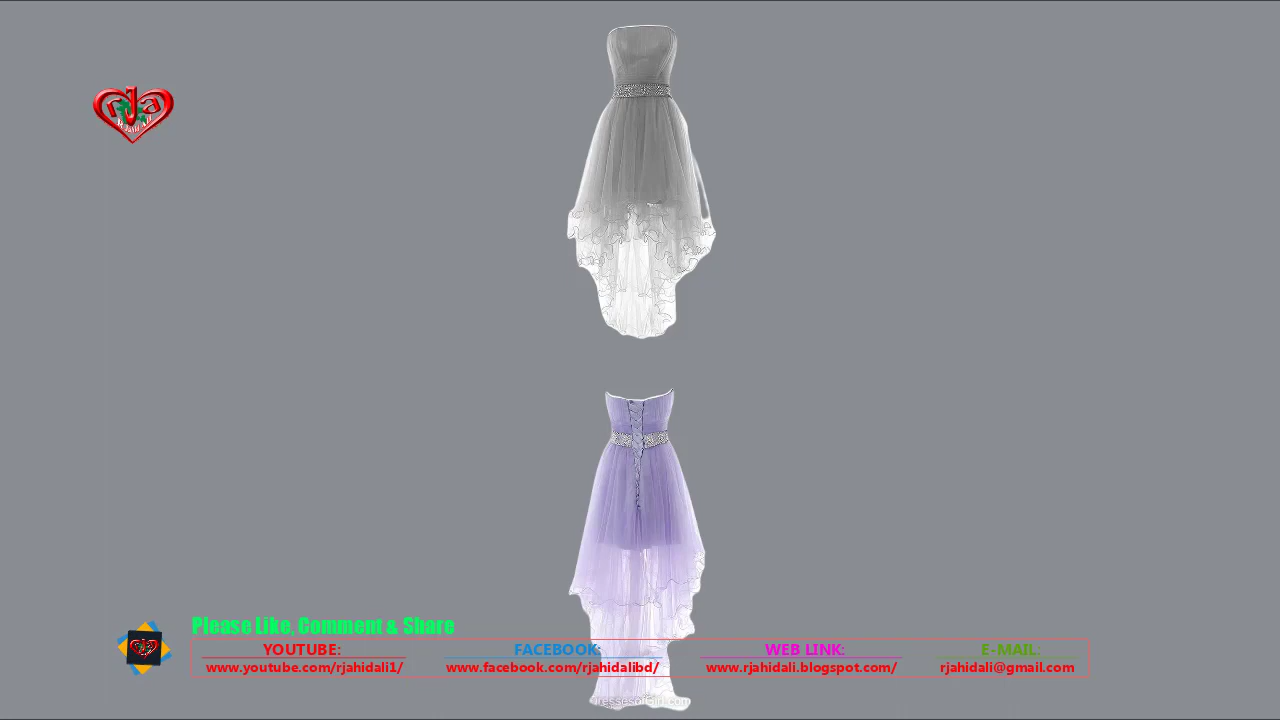 rja
Please Like, Comment & Share
YOUTUBE: FACEBOOK: WEB LINK: E-MAIL:
www.youtube.com/rjahidali1/ www.facebook.com/rjahidalibd/ www.rjahidali.blogspot.com/ rjahidali@gmail.com